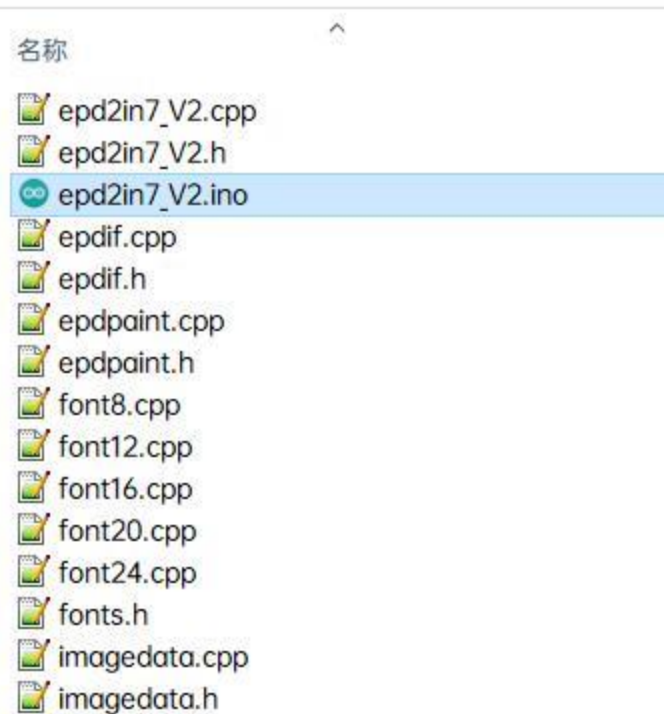 名称
epd2in7_V2.cpp
epd2in7_V2.h
epd2in7_V2.ino
epdif.cpp
epdif.h
epdpaint.cpp
epdpaint.h
font8.cpp
font12.cpp
font16.cpp
font20.cpp
font24.cpp
fonts.h
imagedata.cpp
imagedata.h